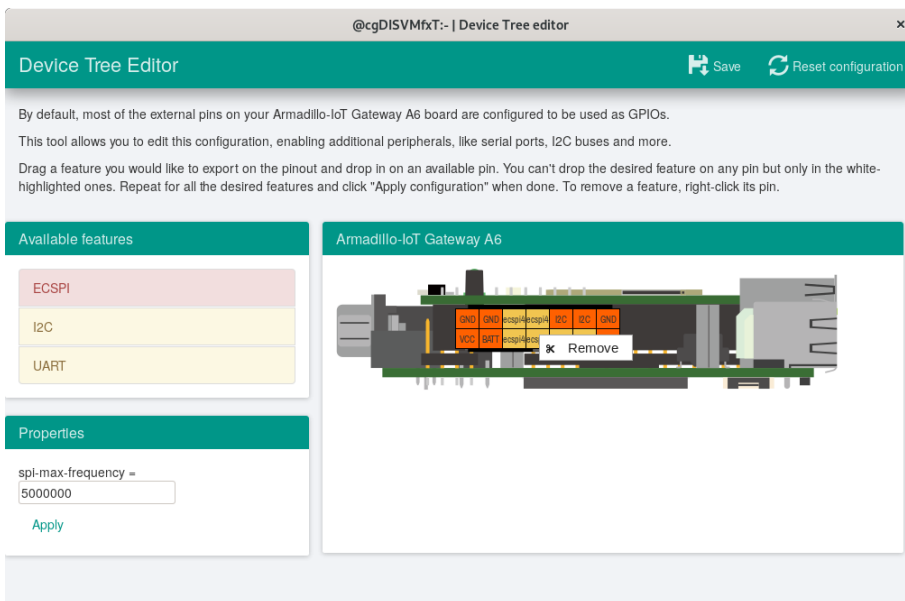 @cgDISVMfxT:- | Device Tree editor
×
Device Tree Editor
Save
Reset configuration
By default, most of the external pins on your Armadillo-IoT Gateway A6 board are configured to be used as GPIOs.
This tool allows you to edit this configuration, enabling additional peripherals, like serial ports, I2C buses and more.
Drag a feature you would like to export on the pinout and drop in on an available pin. You can't drop the desired feature on any pin but only in the white-
highlighted ones. Repeat for all the desired features and click "Apply configuration" when done. To remove a feature, right-click its pin.
Available features
ECSPI
I2C
UART
Properties
spi-max-frequency =
5000000
Apply
Armadillo-IoT Gateway A6
GND GND ecspi4 ecspi4 I2C I2C GND
VCC BATT ecspi4 ecs
Remove